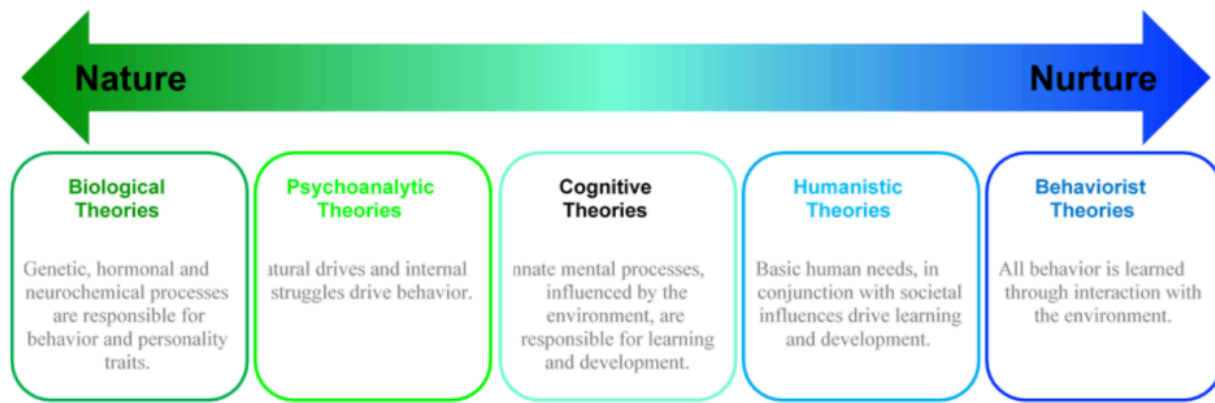 Nature
Nurture
Biological
Theories
Genetic, hormonal and
neurochemical processes
are responsible for
behavior and personality
traits.
Psychoanalytic
Theories
atural drives and internal
struggles drive behavior.
Cognitive
Theories
nnate mental processes,
influenced by the
environment, are
responsible for learning
and development.
Humanistic
Theories
Basic human needs, in
conjunction with societal
influences drive learning
and development.
Behaviorist
Theories
All behavior is learned
through interaction with
the environment.